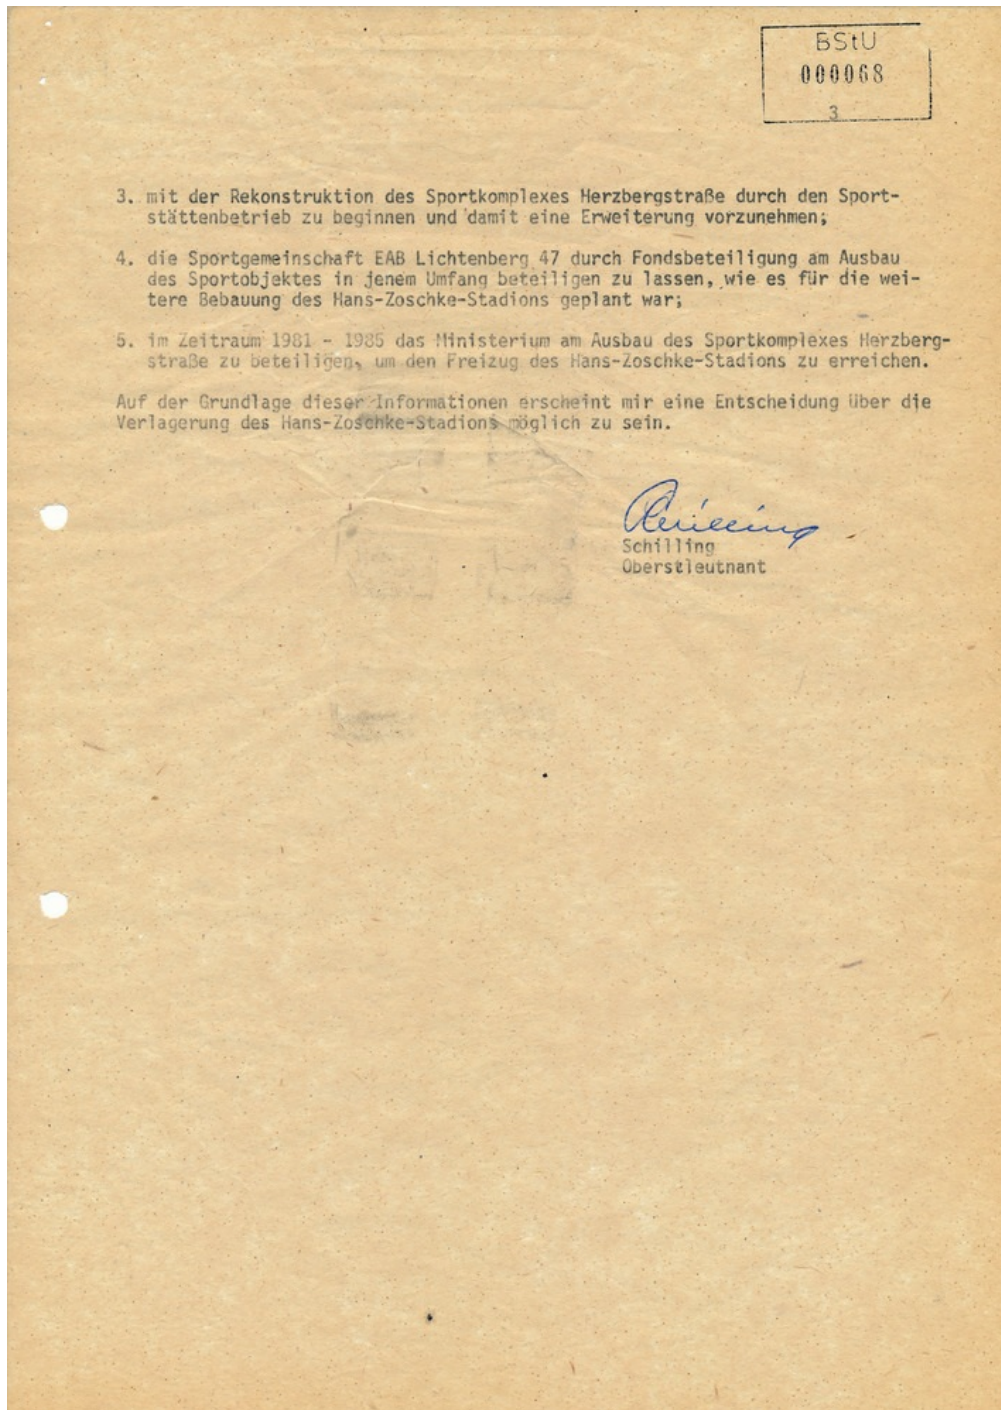 BStU
000068
3
3. mit der Rekonstruktion des Sportkomplexes Herzbergstraße durch den Sport-
stättenbetrieb zu beginnen und damit eine Erweiterung vorzunehmen;
4. die Sportgemeinschaft EAB Lichtenberg 47 durch Fondsbeteiligung am Ausbau
des Sportobjektes in jenem Umfang beteiligen zu lassen, wie es für die wei-
tere Bebauung des Hans-Zoschke-Stadions geplant war;
5. im Zeitraum 1981 - 1985 das Ministerium am Ausbau des Sportkomplexes Herzberg-
straße zu beteiligen, um den Freizug des Hans-Zoschke-Stadions zu erreichen.
Auf der Grundlage dieser Informationen erscheint mir eine Entscheidung über die
Verlagerung des Hans-Zoschke-Stadions möglich zu sein.
Schilling
Schilling
Oberstleutnant